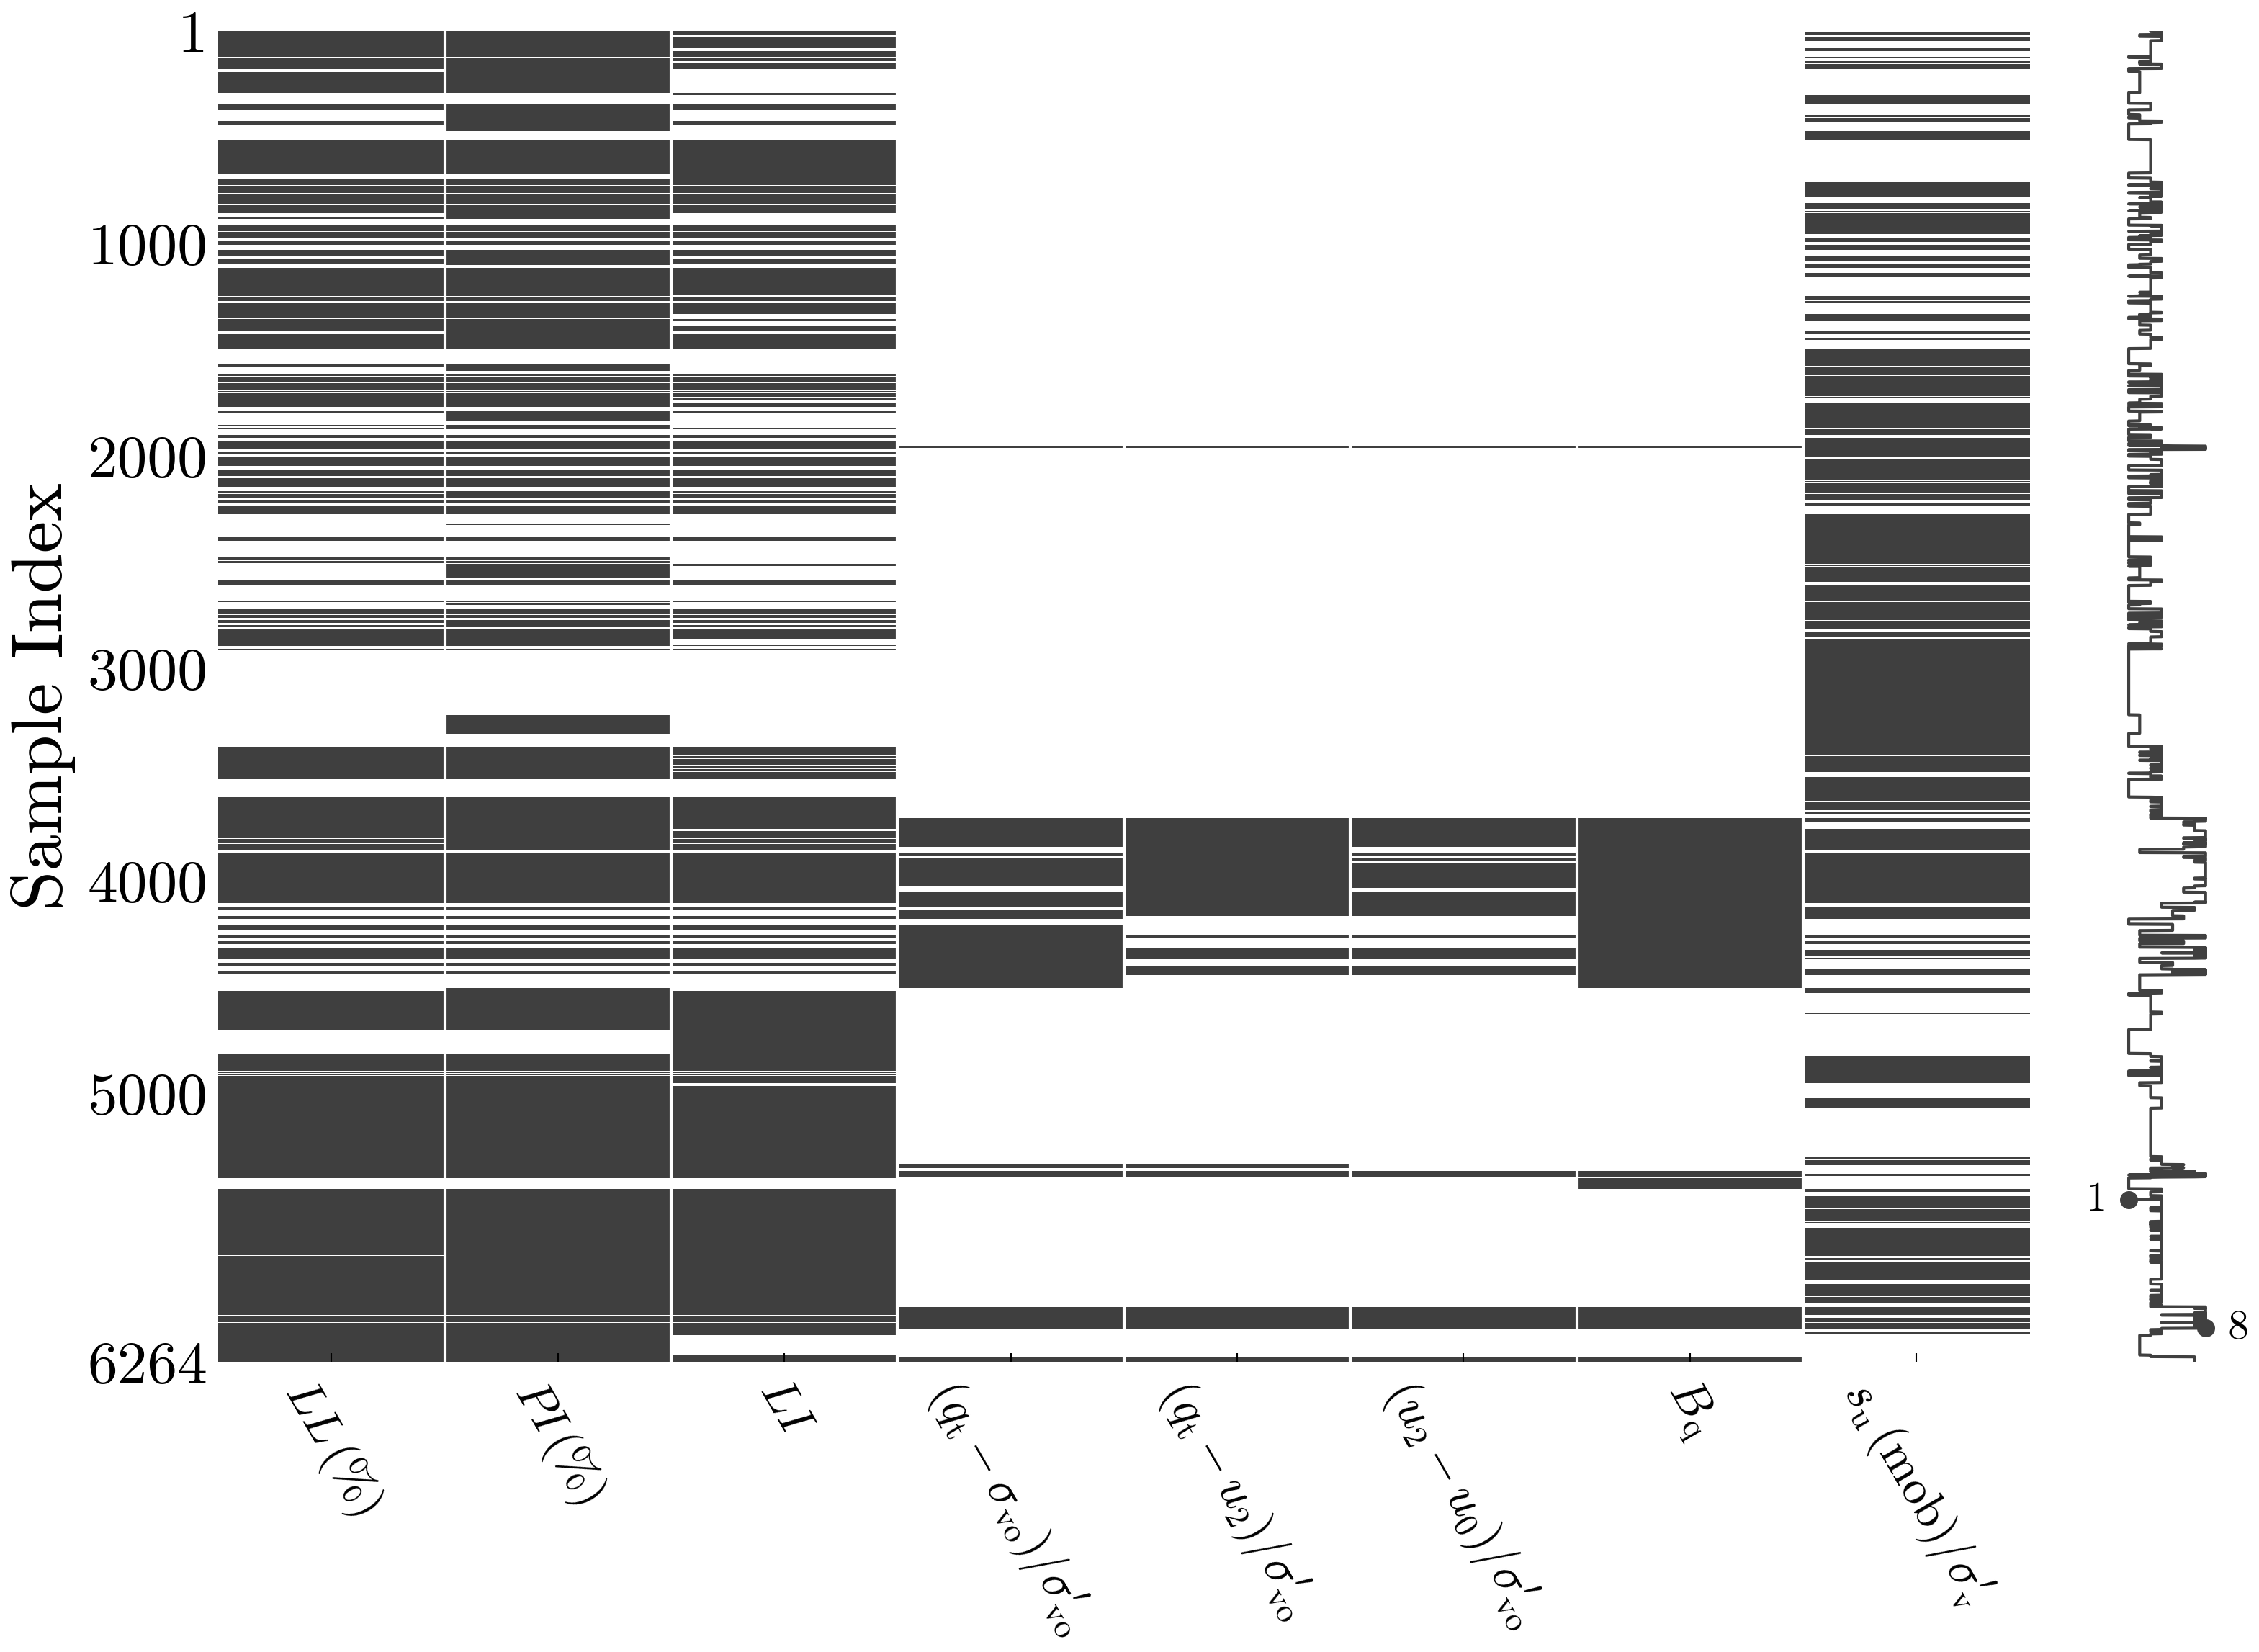 Sample Index
1
1000
2000
3000
4000
5000
6264
1
8
LL(%)
PI(%)
LI
(qt − σvo)/σ′vo
(qt − u2)/σ′vo
(u2 − u0)/σ′vo
Bq
su(mob)/σ′v